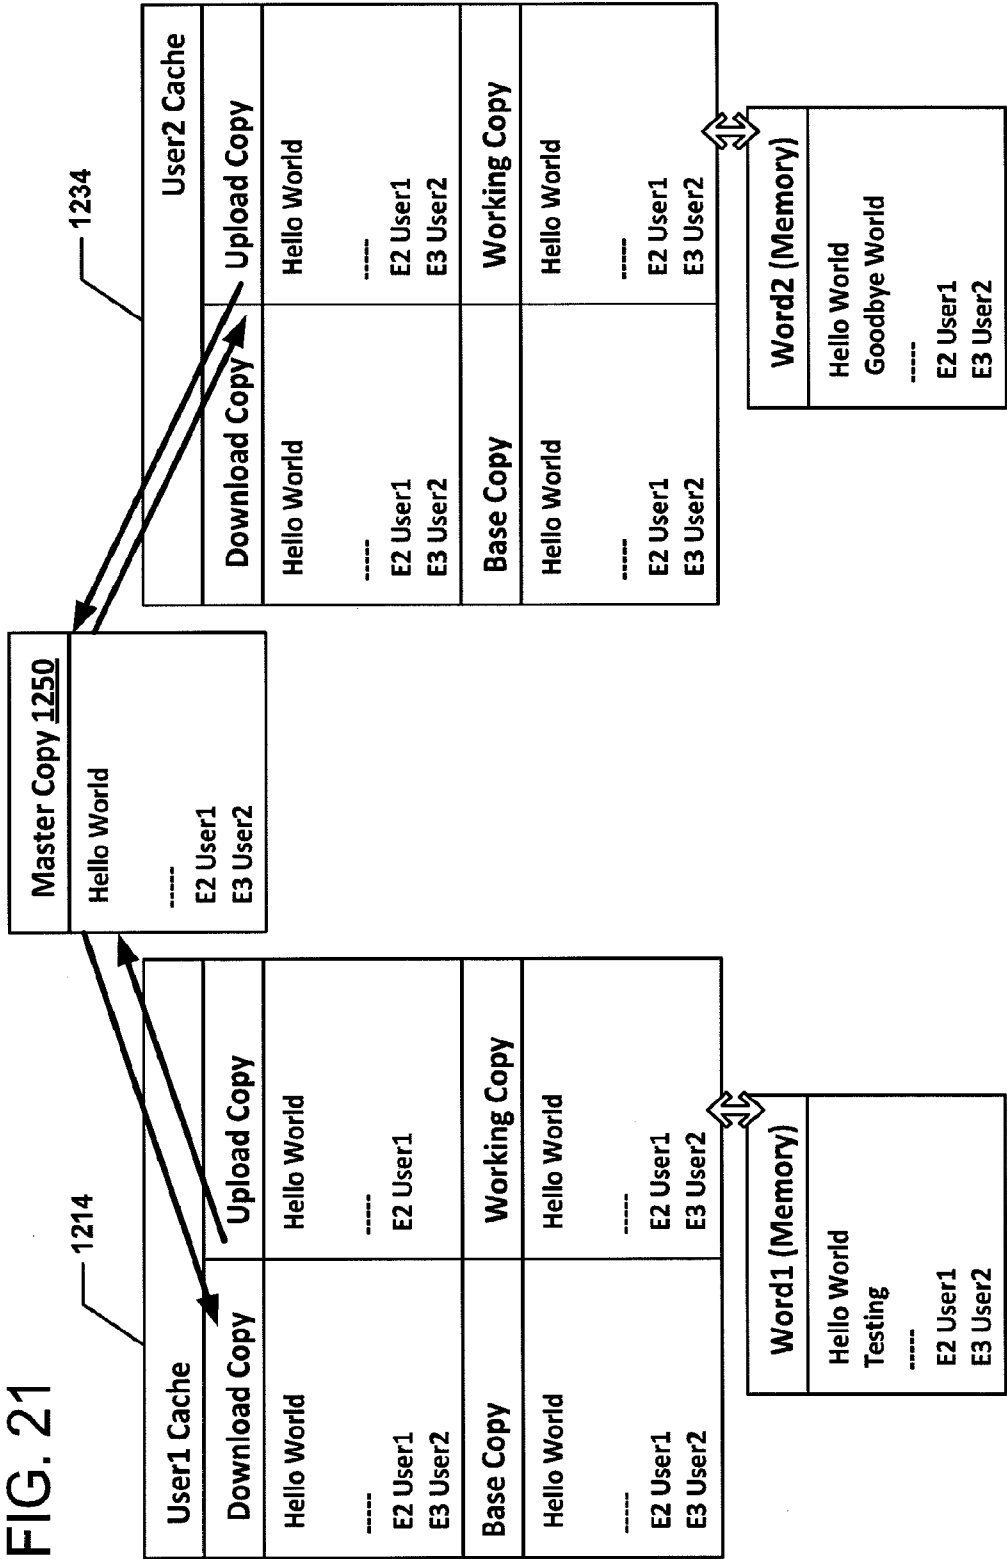 FIG. 21
Master Copy 1250
Hello World
-----
E2 User1
E3 User2
1214
User1 Cache
Download Copy
Hello World
-----
E2 User1
E3 User2
Upload Copy
Hello World
-----
E2 User1
Base Copy
Hello World
-----
E2 User1
E3 User2
Working Copy
Hello World
-----
E2 User1
E3 User2
Word1 (Memory)
Hello World
Testing
-----
E2 User1
E3 User2
1234
User2 Cache
Download Copy
Hello World
-----
E2 User1
E3 User2
Upload Copy
Hello World
-----
E2 User1
E3 User2
Base Copy
Hello World
-----
E2 User1
E3 User2
Working Copy
Hello World
-----
E2 User1
E3 User2
Word2 (Memory)
Hello World
Goodbye World
-----
E2 User1
E3 User2